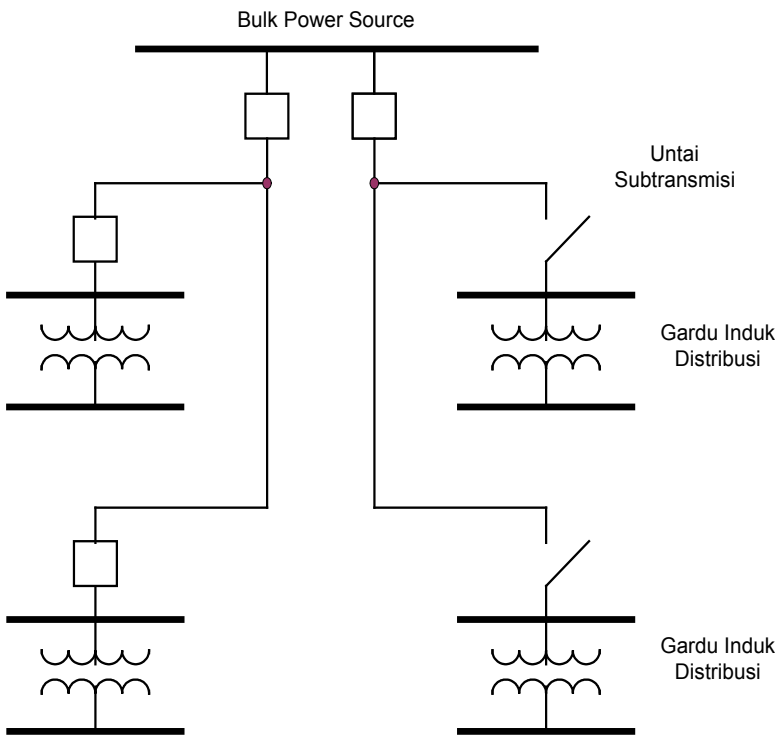 Bulk Power Source
Untai
Subtransmisi
Gardu Induk
Distribusi
Gardu Induk
Distribusi